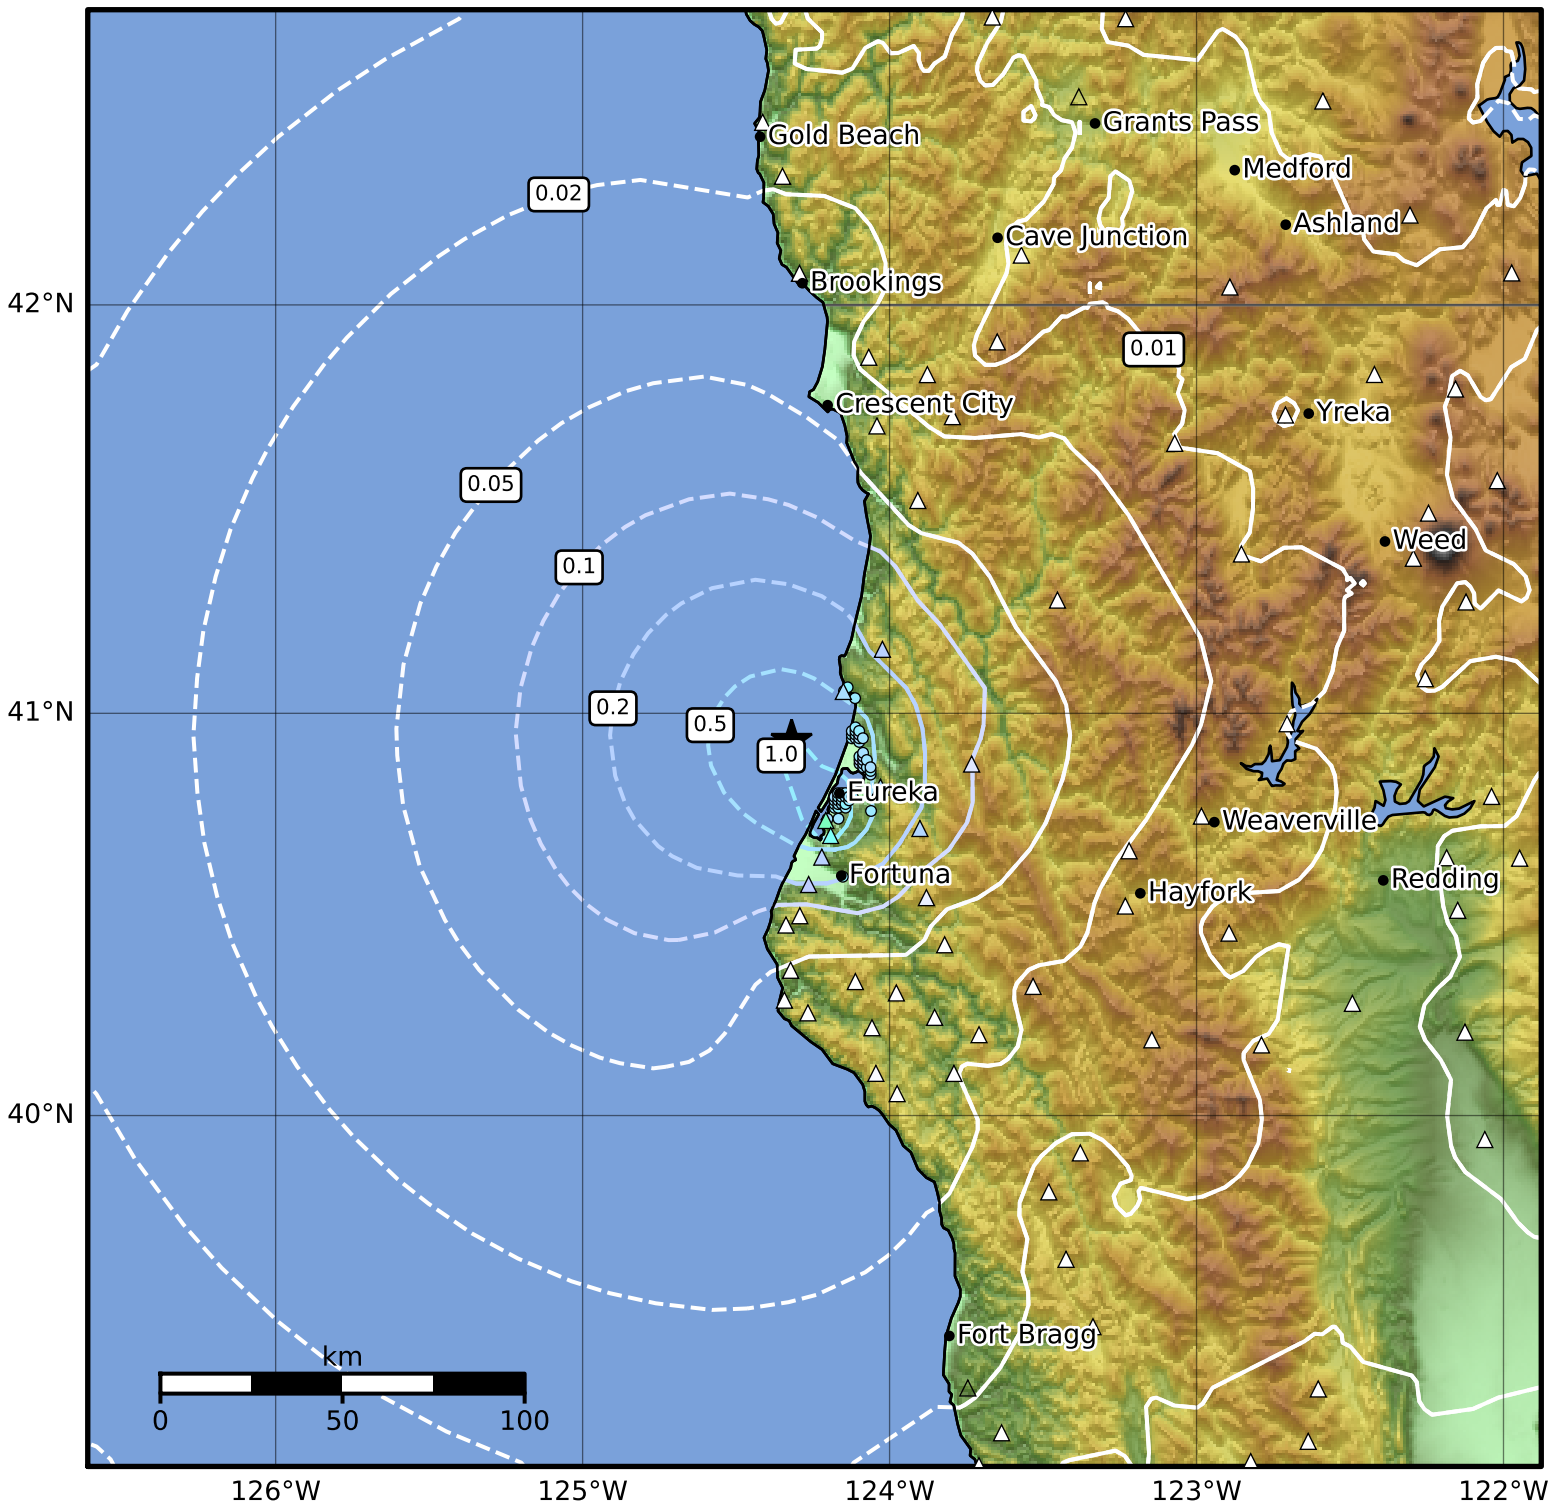 Gold Beach
Grants Pass
Medford
0.02
Ashland
Cave Junction
Brookings
42°N
0.01
Crescent City
Yreka
0.05
Weed
0.1
0.2
41°N
0.5
1.0
Eureka
Weaverville
Fortuna
Redding
Hayfork
40°N
Fort Bragg
km
0 50 100
126°W 125°W 124°W 123°W 122°W